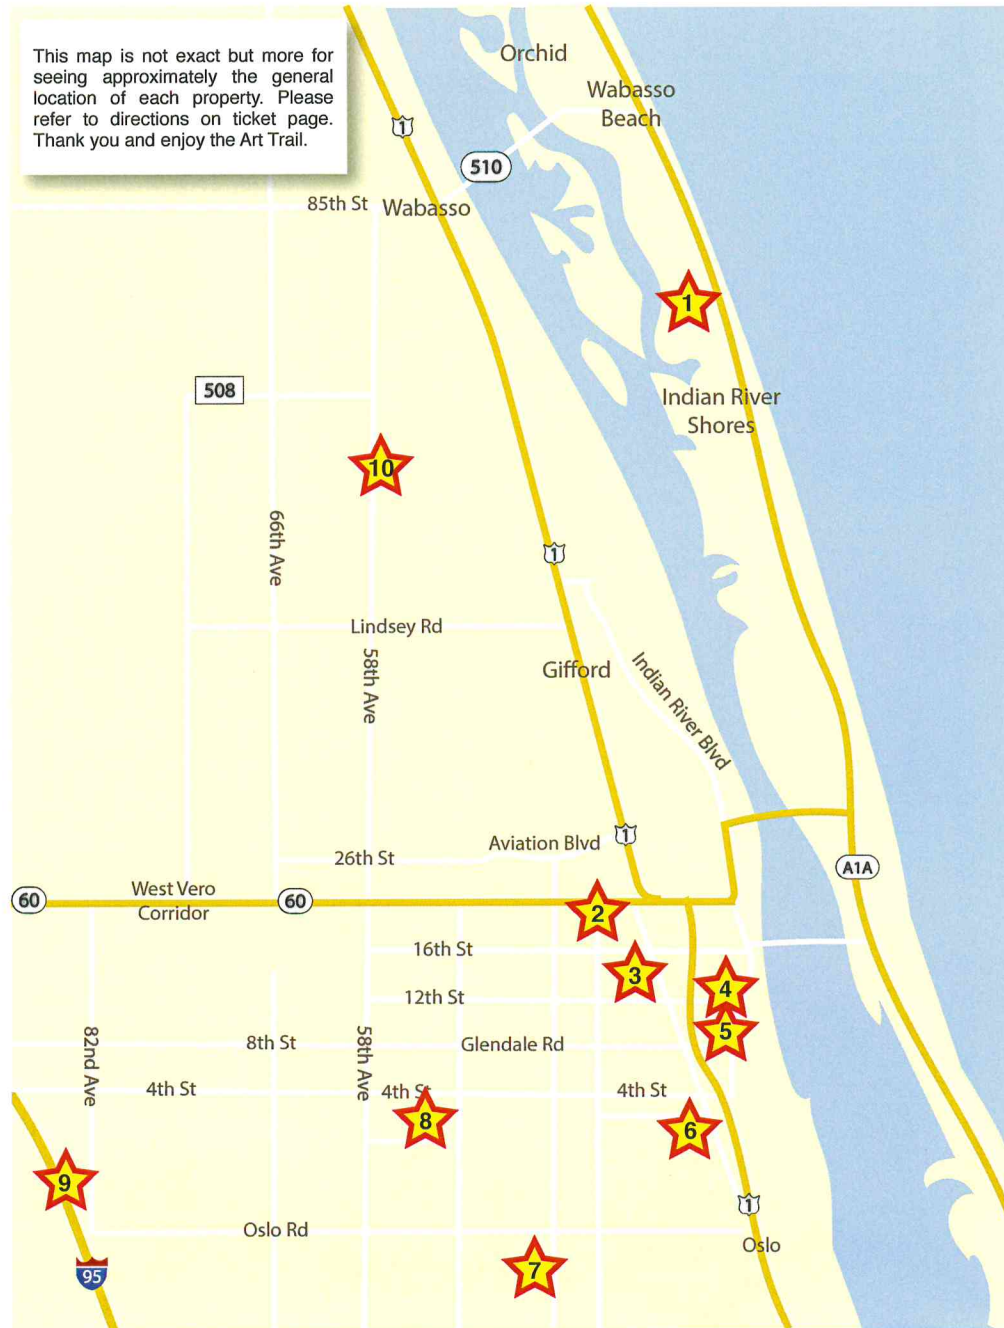 This map is not exact but more for
seeing approximately the general
location of each property. Please
refer to directions on ticket page.
Thank you and enjoy the Art Trail.
Orchid
Wabasso
Beach
1
510
85th St
Wabasso
1
508
Indian River
Shores
10
66th Ave
1
Lindsey Rd
58th Ave
Gifford
Indian River Blvd
1
Aviation Blvd
26th St
A1A
60
West Vero
Corridor
60
2
16th St
3
12th St
4
5
82nd Ave
8th St
58th Ave
Glendale Rd
4th St
4th St
4th St
8
6
9
1
Oslo Rd
Oslo
7
95